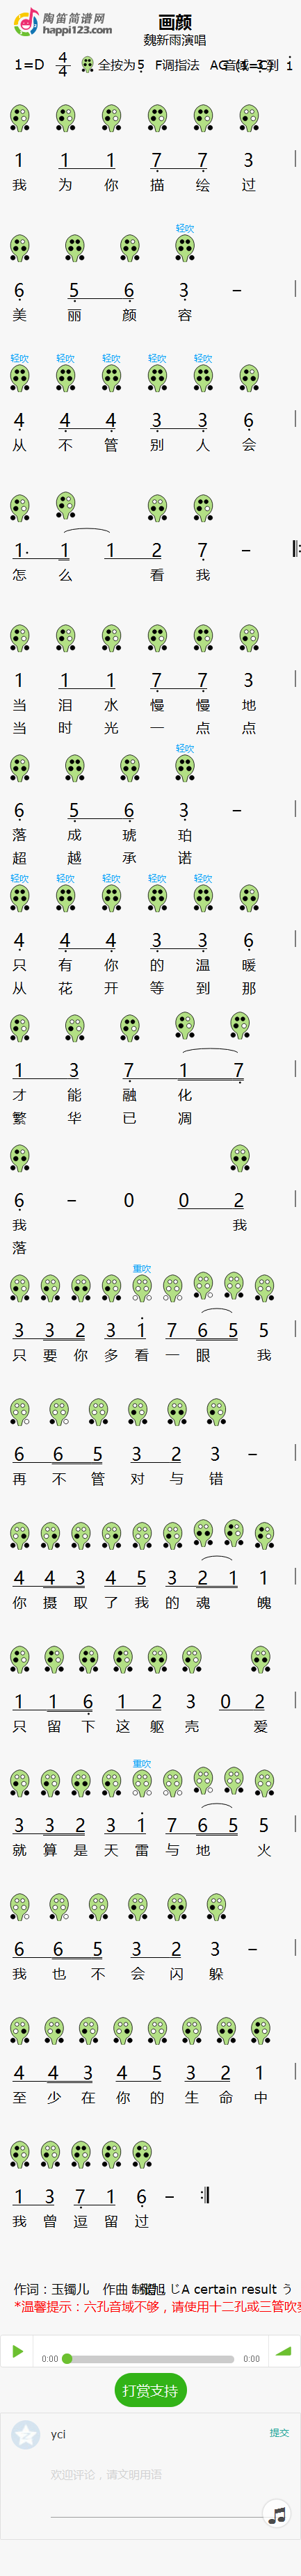 陶笛简谱网
happi123.com
画颜
魏新雨演唱
1=D 4/4 全按为5 F调指法
1 1 1 7 7 3 |
我 为 你 描 绘 过
轻吹
6 5 6 3 –
美 丽 颜 容
轻吹 轻吹 轻吹 轻吹 轻吹
4 4 4 3 3 6 |
从 不 管 别 人 会
1· 1 1 2 7 – ‖:
怎 么 看 我
1 1 1 7 7 3 |
当 泪 水 慢 慢 地
当 时 光 一 点 点
轻吹
6 5 6 3 – |
落 成 琥 珀
超 越 承 诺
轻吹 轻吹 轻吹 轻吹 轻吹
4 4 4 3 3 6 |
只 有 你 的 温 暖
从 花 开 等 到 那
1 3 7 1 7 |
才 能 融 化
繁 华 已 凋
6 – 0 0 2 |
我 我
落
重吹
3 3 2 3 1 7 6 5 5 |
只 要 你 多 看 一 眼 我
6 6 5 3 2 3 – |
再 不 管 对 与 错
4 4 3 4 5 3 2 1 1 |
你 摄 取 了 我 的 魂 魄
1 1 6 1 2 3 0 2 |
只 留 下 这 躯 壳 爱
重吹
3 3 2 3 1 7 6 5 5 |
就 算 是 天 雷 与 地 火
6 6 5 3 2 3 – |
我 也 不 会 闪 躲
4 4 3 4 5 3 2 1 |
至 少 在 你 的 生 命 中
1 3 7 1 6 – :‖
我 曾 逗 留 过
作词：玉镯儿 作曲 A certain result う
*温馨提示：六孔音域不够，请使用十二孔或三管吹奏
0:00 0:00
打赏支持
yci 提交
欢迎评论，请文明用语